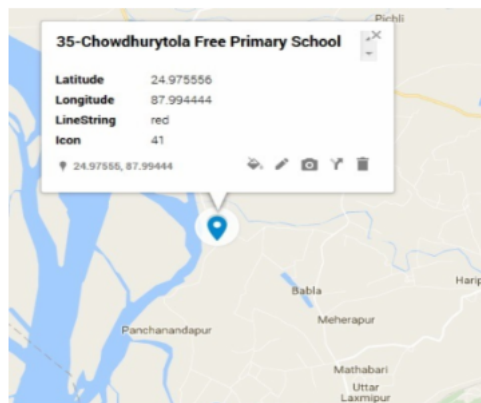 Pichli
35-Chowdhurytola Free Primary School
Latitude 24.975556
Longitude 87.994444
LineString red
Icon 41
24.97555, 87.99444
Babla
Harip
Meherapur
Panchanandapur
Mathabari
Uttar
Laxmipur